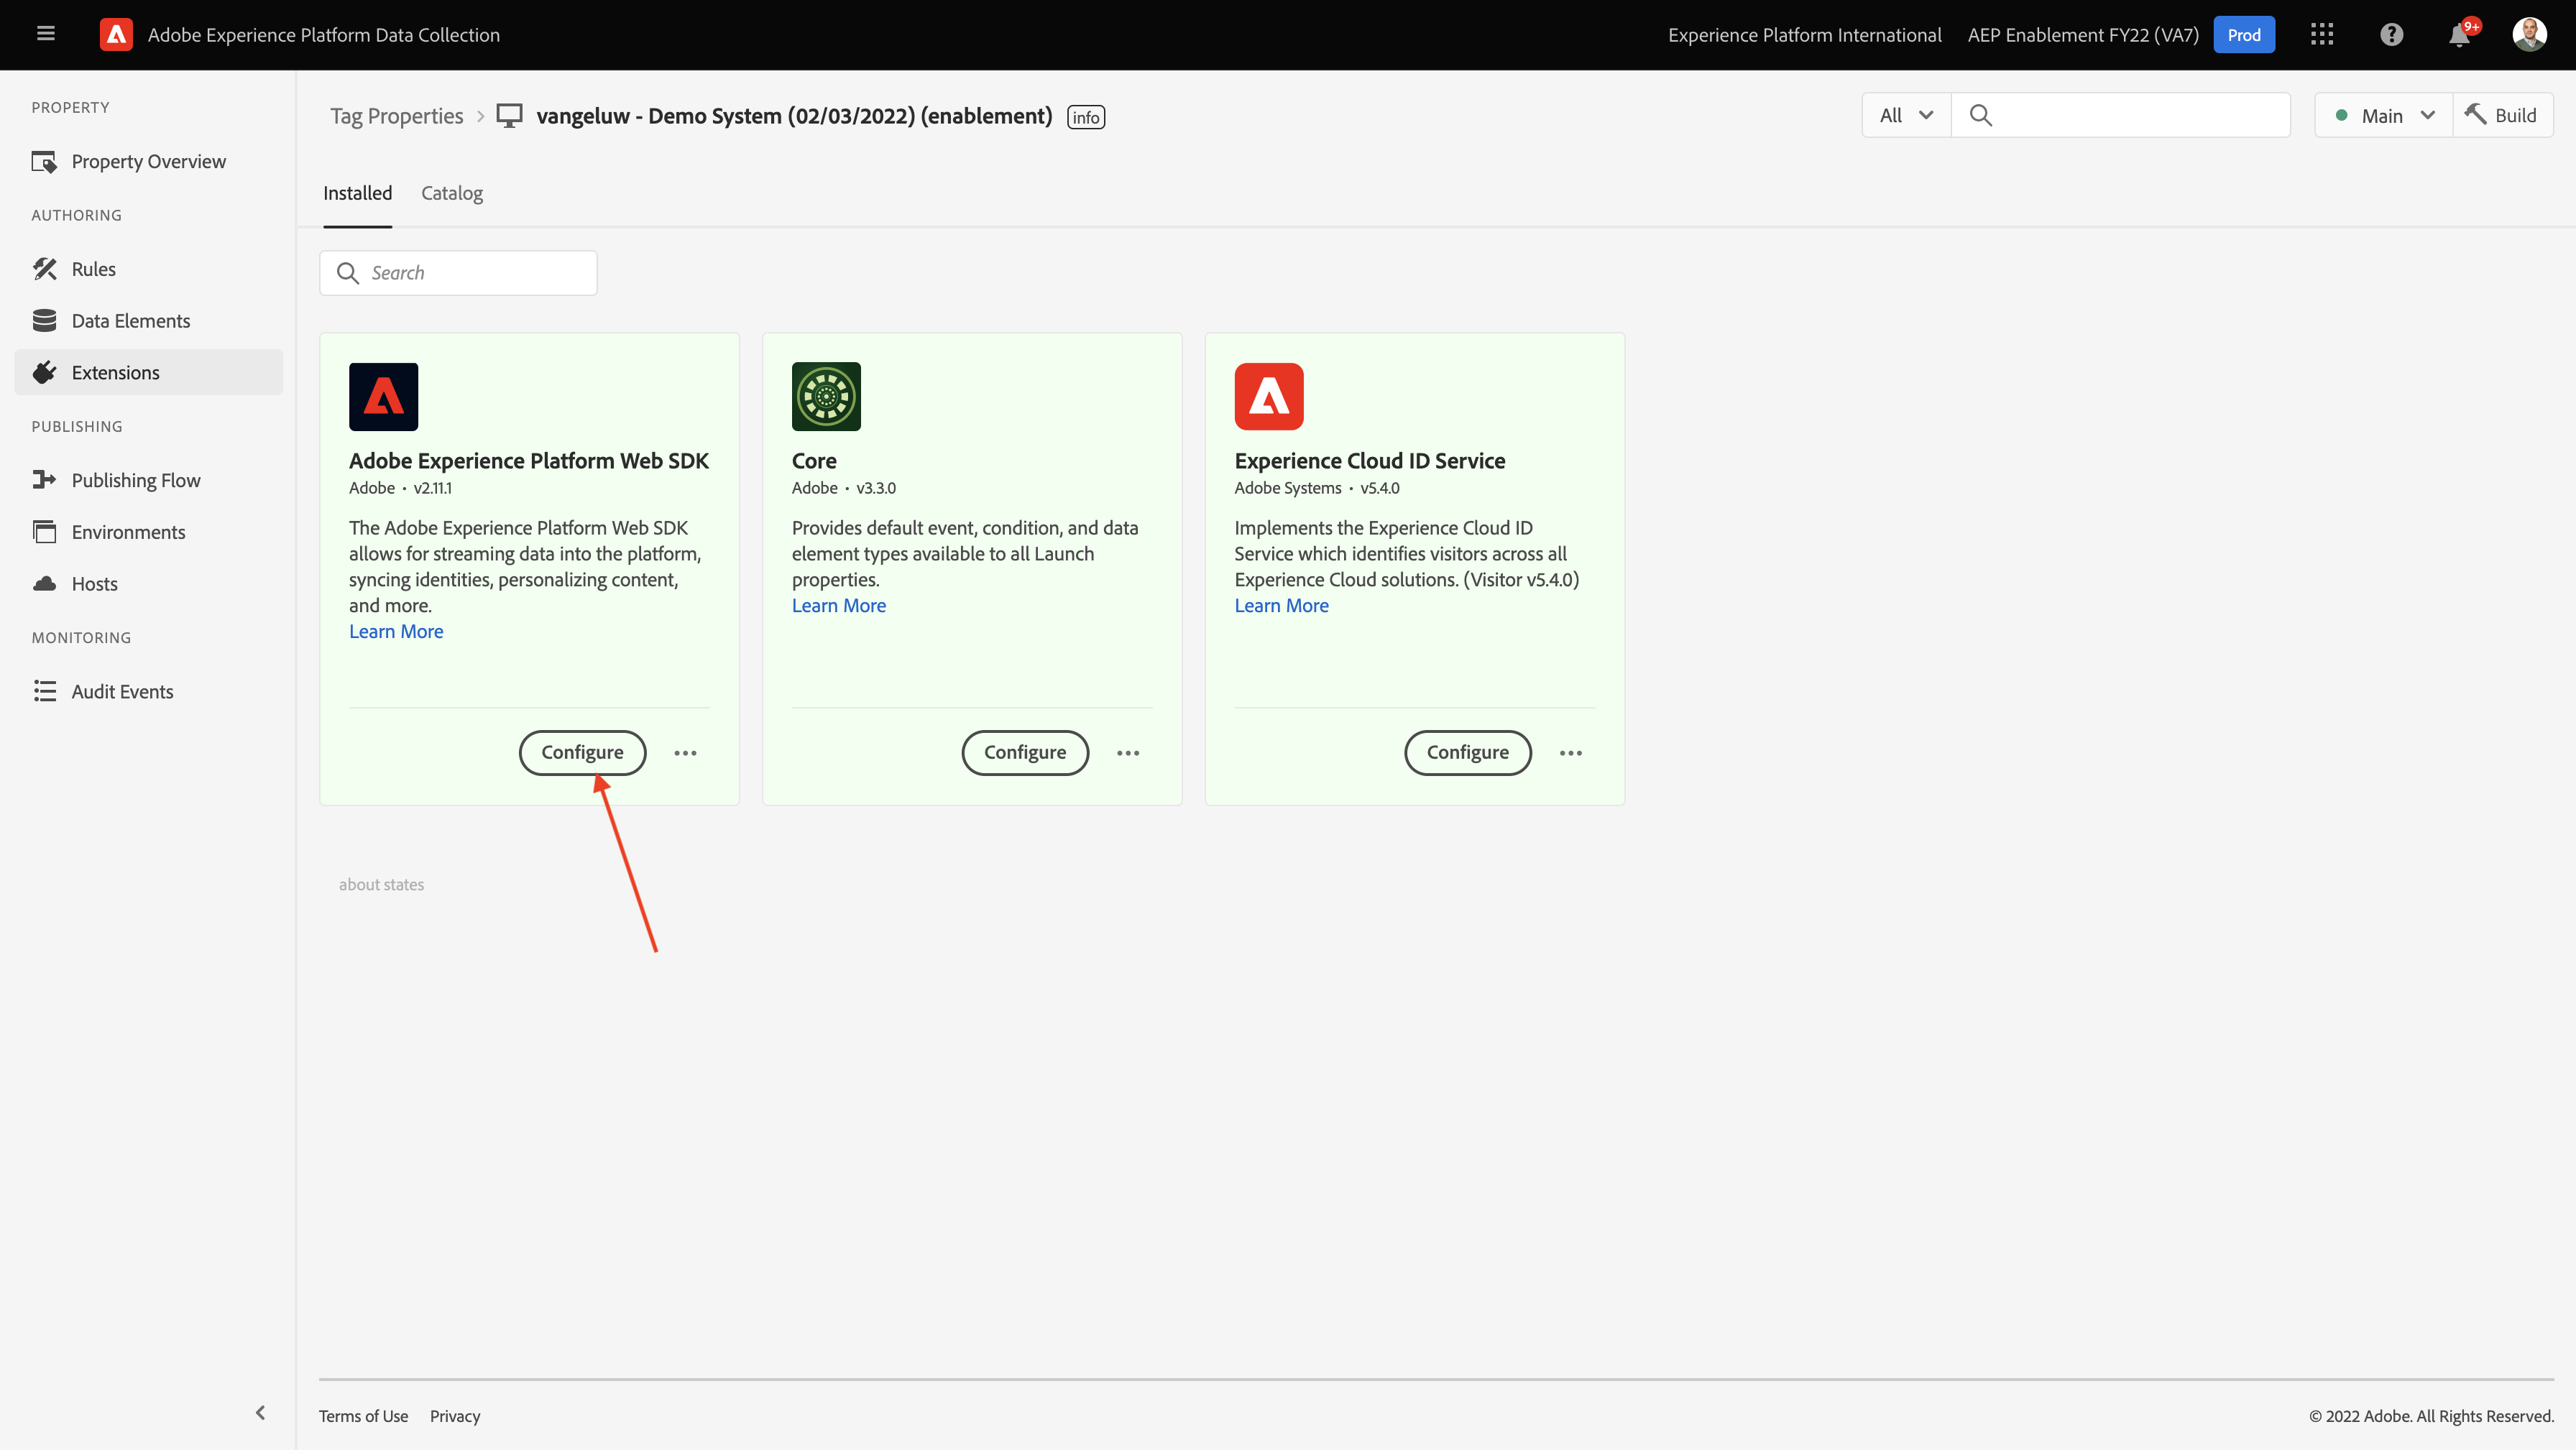 Adobe Experience Platform Data Collection
Experience Platform International
AEP Enablement FY22 (VA7)
Prod
9+
PROPERTY
Property Overview
AUTHORING
Rules
Data Elements
Extensions
PUBLISHING
Publishing Flow
Environments
Hosts
MONITORING
Audit Events
Tag Properties
vangeluw - Demo System (02/03/2022) (enablement)
info
All
Main
Build
Installed
Catalog
Search
Adobe Experience Platform Web SDK
Adobe • v2.11.1
The Adobe Experience Platform Web SDK
allows for streaming data into the platform,
syncing identities, personalizing content,
and more.
Learn More
Configure
Core
Adobe • v3.3.0
Provides default event, condition, and data
element types available to all Launch
properties.
Learn More
Configure
Experience Cloud ID Service
Adobe Systems • v5.4.0
Implements the Experience Cloud ID
Service which identifies visitors across all
Experience Cloud solutions. (Visitor v5.4.0)
Learn More
Configure
about states
Terms of Use
Privacy
© 2022 Adobe. All Rights Reserved.